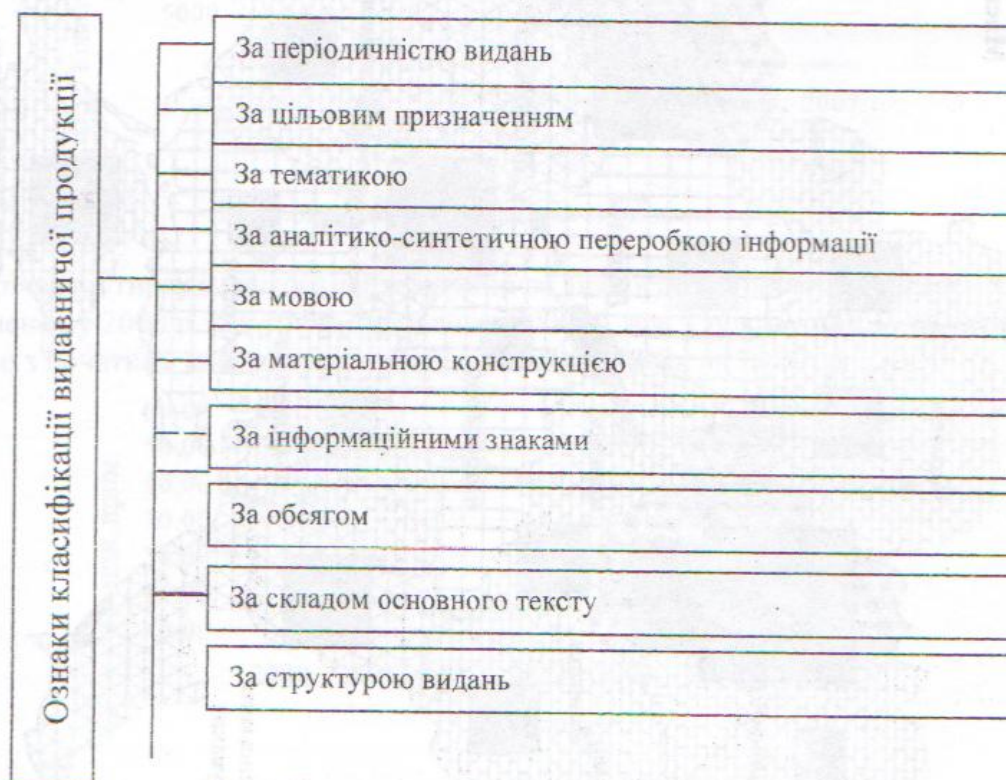 Ознаки класифікації видавничої продукції
За періодичністю видань
За цільовим призначенням
За тематикою
За аналітико-синтетичною переробкою інформації
За мовою
За матеріальною конструкцією
За інформаційними знаками
За обсягом
За складом основного тексту
За структурою видань